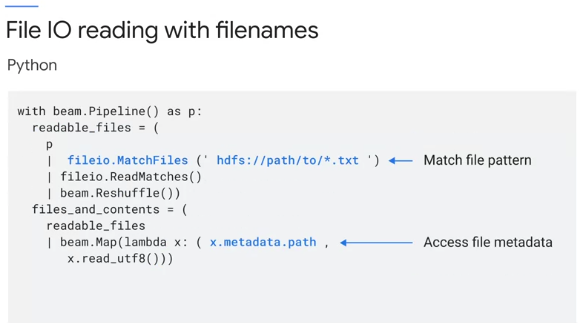 File IO reading with filenames
Python
with beam.Pipeline() as p:
readable_files = (
p
| fileio.MatchFiles (' hdfs://path/to/*.txt ')
Match file pattern
| fileio.ReadMatches()
| beam.Reshuffle())
files_and_contents = (
readable_files
| beam.Map(lambda x: ( x.metadata.path ,
Access file metadata
x.read_utf8()))